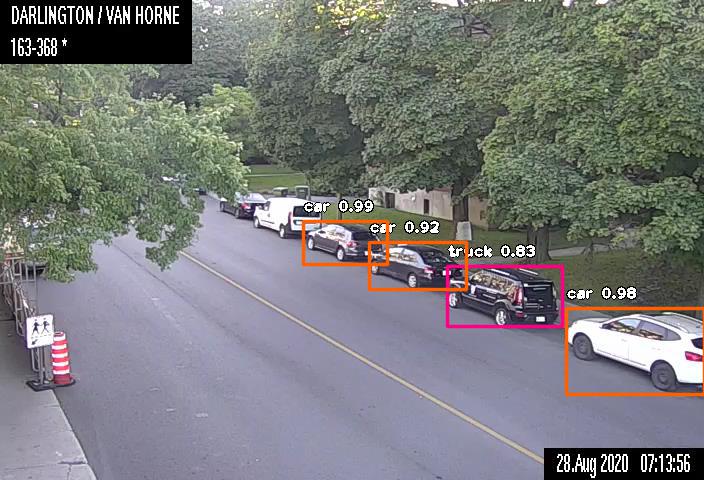 DARLINGTON / VAN HORNE
163-368 *
car 0.99
car 0.92
truck 0.83
car 0.98
28.Aug 2020 07:13:56